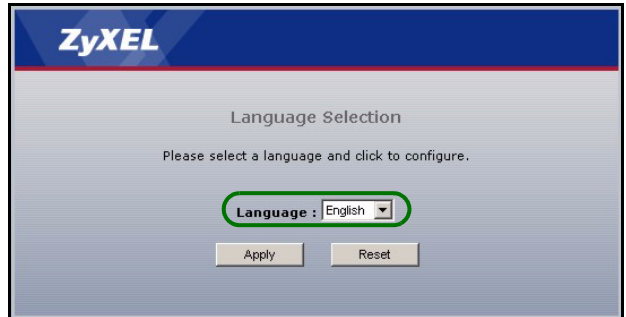 ZyXEL
Language Selection
Please select a language and click to configure.
Language : English
Apply Reset